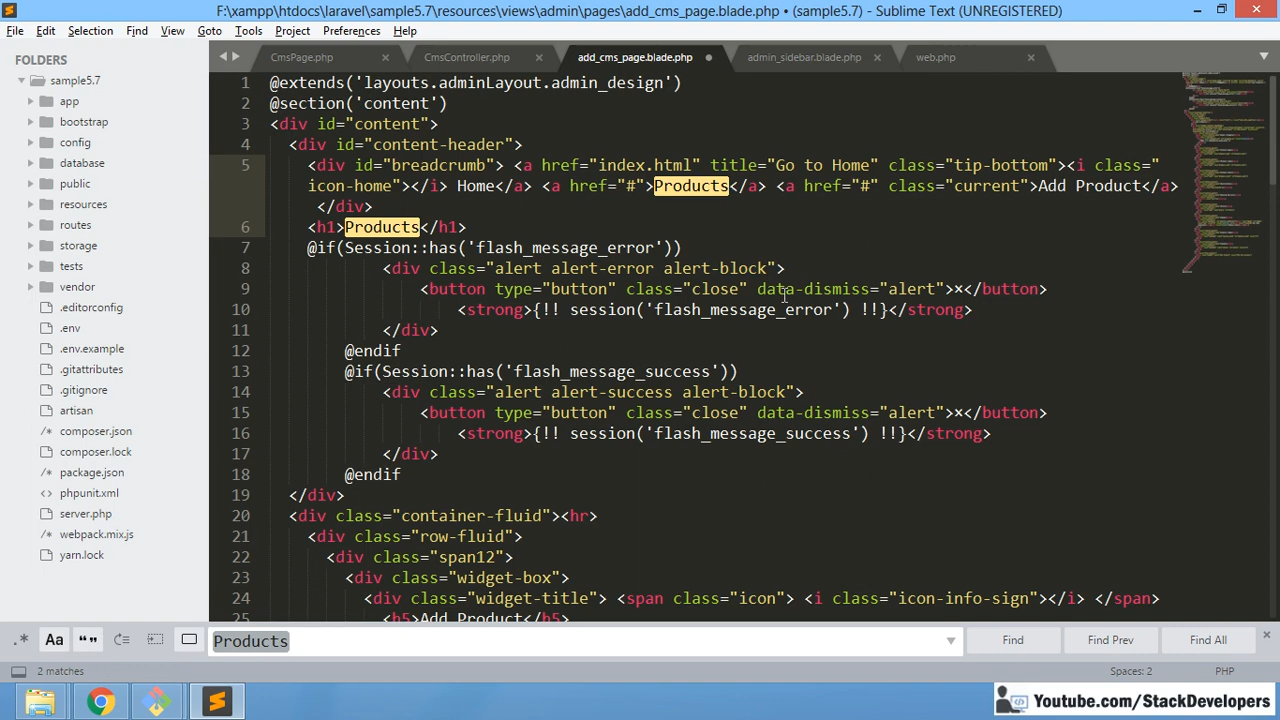 F:\xampp\htdocs\laravel\sample5.7\resources\views\admin\pages\add_cms_page.blade.php • (sample5.7) - Sublime Text (UNREGISTERED)
File Edit Selection Find View Goto Tools Project Preferences Help
FOLDERS
sample5.7
app
bootstrap
config
database
public
resources
routes
storage
tests
vendor
.editorconfig
.env
.env.example
.gitattributes
.gitignore
artisan
composer.json
composer.lock
package.json
phpunit.xml
server.php
webpack.mix.js
yarn.lock
CmsPage.php × CmsController.php × add_cms_page.blade.php • admin_sidebar.blade.php × web.php ×
1 @extends('layouts.adminLayout.admin_design')
2 @section('content')
3 <div id="content">
4 <div id="content-header">
5 <div id="breadcrumb"> <a href="index.html" title="Go to Home" class="tip-bottom"><i class="
icon-home"></i> Home</a> <a href="#">Products</a> <a href="#" class="current">Add Product</a>
</div>
6 <h1>Products</h1>
7 @if(Session::has('flash_message_error'))
8 <div class="alert alert-error alert-block">
9 <button type="button" class="close" data-dismiss="alert">×</button>
10 <strong>{!! session('flash_message_error') !!}</strong>
11 </div>
12 @endif
13 @if(Session::has('flash_message_success'))
14 <div class="alert alert-success alert-block">
15 <button type="button" class="close" data-dismiss="alert">×</button>
16 <strong>{!! session('flash_message_success') !!}</strong>
17 </div>
18 @endif
19 </div>
20 <div class="container-fluid"><hr>
21 <div class="row-fluid">
22 <div class="span12">
23 <div class="widget-box">
24 <div class="widget-title"> <span class="icon"> <i class="icon-info-sign"></i> </span>
25 <h5>Add Product</h5>
.* Aa “” Products Find Find Prev Find All ×
2 matches Spaces: 2 PHP
Youtube.com/StackDevelopers